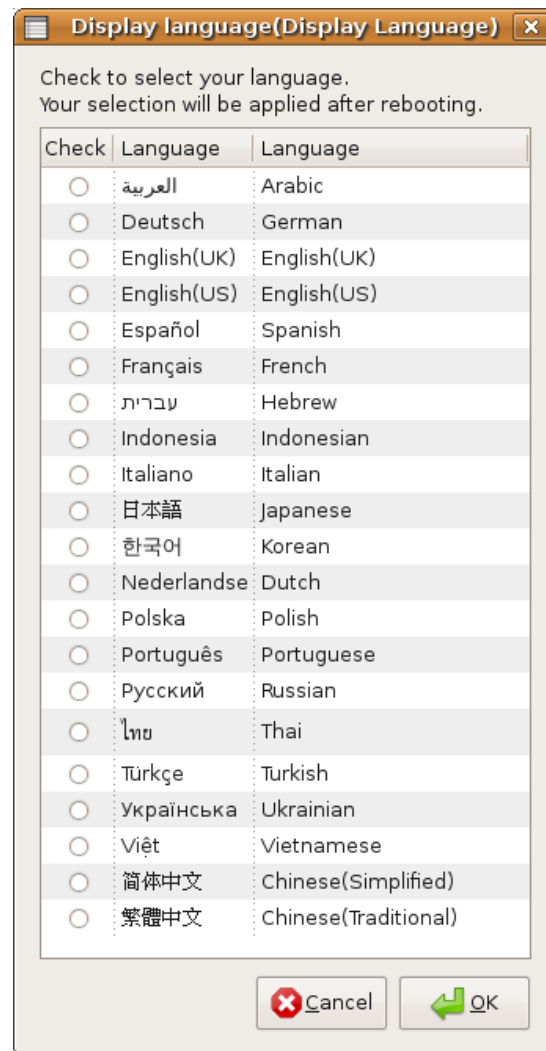 Display language(Display Language)
Check to select your language.
Your selection will be applied after rebooting.
Check Language Language
العربية Arabic
Deutsch German
English(UK) English(UK)
English(US) English(US)
Español Spanish
Français French
עברית Hebrew
Indonesia Indonesian
Italiano Italian
日本語 Japanese
한국어 Korean
Nederlandse Dutch
Polska Polish
Português Portuguese
Русский Russian
ไทย Thai
Türkçe Turkish
Українська Ukrainian
Việt Vietnamese
简体中文 Chinese(Simplified)
繁體中文 Chinese(Traditional)
Cancel OK